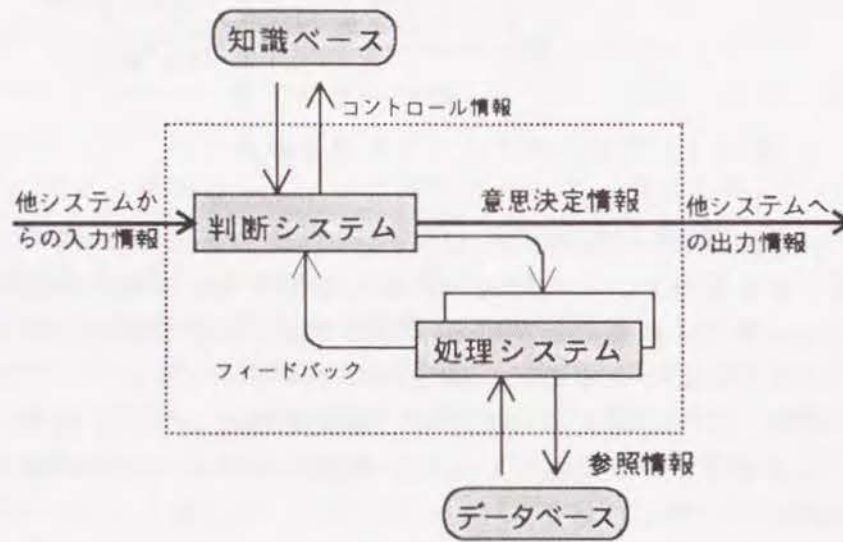 知識ベース
コントロール情報
他システムか
らの入力情報
判断システム
意思決定情報
他システムへ
の出力情報
処理システム
フィードバック
参照情報
データベース